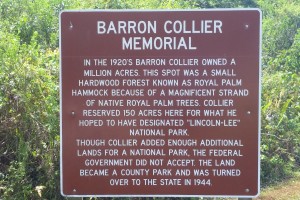 BARRON COLLIER
MEMORIAL
IN THE 1920'S BARRON COLLIER OWNED A
MILLION ACRES. THIS SPOT WAS A SMALL
HARDWOOD FOREST KNOWN AS ROYAL PALM
HAMMOCK BECAUSE OF A MAGNIFICENT STRAND
OF NATIVE ROYAL PALM TREES. COLLIER
RESERVED 150 ACRES HERE FOR WHAT HE
HOPED TO HAVE DESIGNATED "LINCOLN-LEE"
NATIONAL PARK.
THOUGH COLLIER ADDED ENOUGH ADDITIONAL
LANDS FOR A NATIONAL PARK, THE FEDERAL
GOVERNMENT DID NOT ACCEPT. THE LAND
BECAME A COUNTY PARK AND WAS TURNED
OVER TO THE STATE IN 1944.